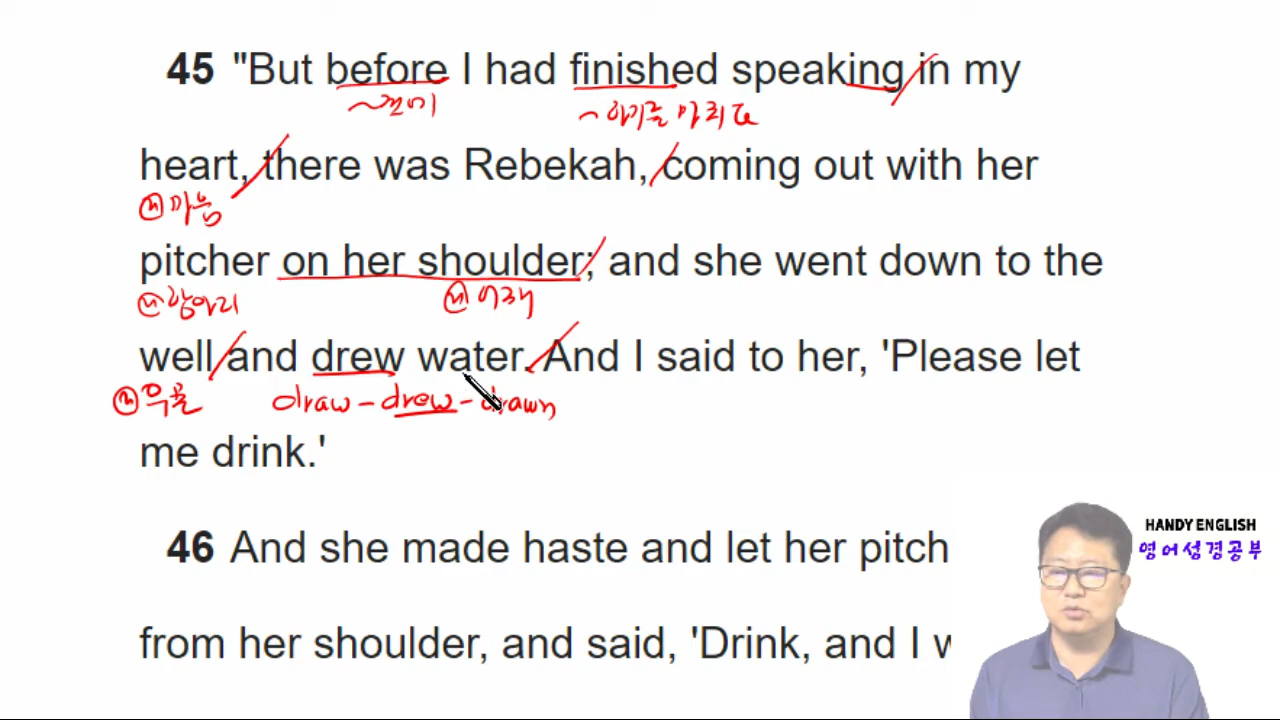 45 "But before I had finished speaking in my
~전에 ~하기를 마치다
heart, there was Rebekah, coming out with her
ⓝ마음
pitcher on her shoulder; and she went down to the
ⓝ항아리 ⓝ어깨
well and drew water. And I said to her, 'Please let
ⓝ우물 draw - drew - drawn
me drink.'
46 And she made haste and let her pitch
from her shoulder, and said, 'Drink, and I w
HANDY ENGLISH
영어성경공부